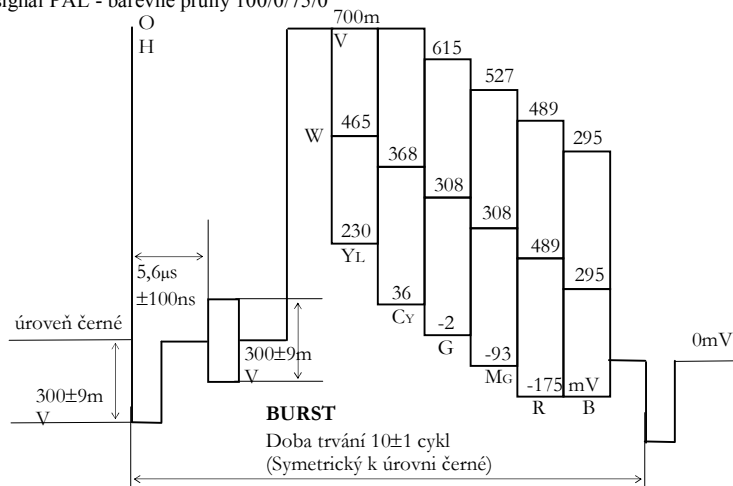 signál PAL - barevné pruhy 100/0/75/0
O
H
700m
V
615
527
489
295
W
465
368
308
308
489
295
230
YL
36
CY
-2
G
-93
MG
-175 mV
R
B
5,6µs
±100ns
úroveň černé
300±9m
V
300±9m
V
0mV
BURST
Doba trvání 10±1 cykl
(Symetrický k úrovni černé)